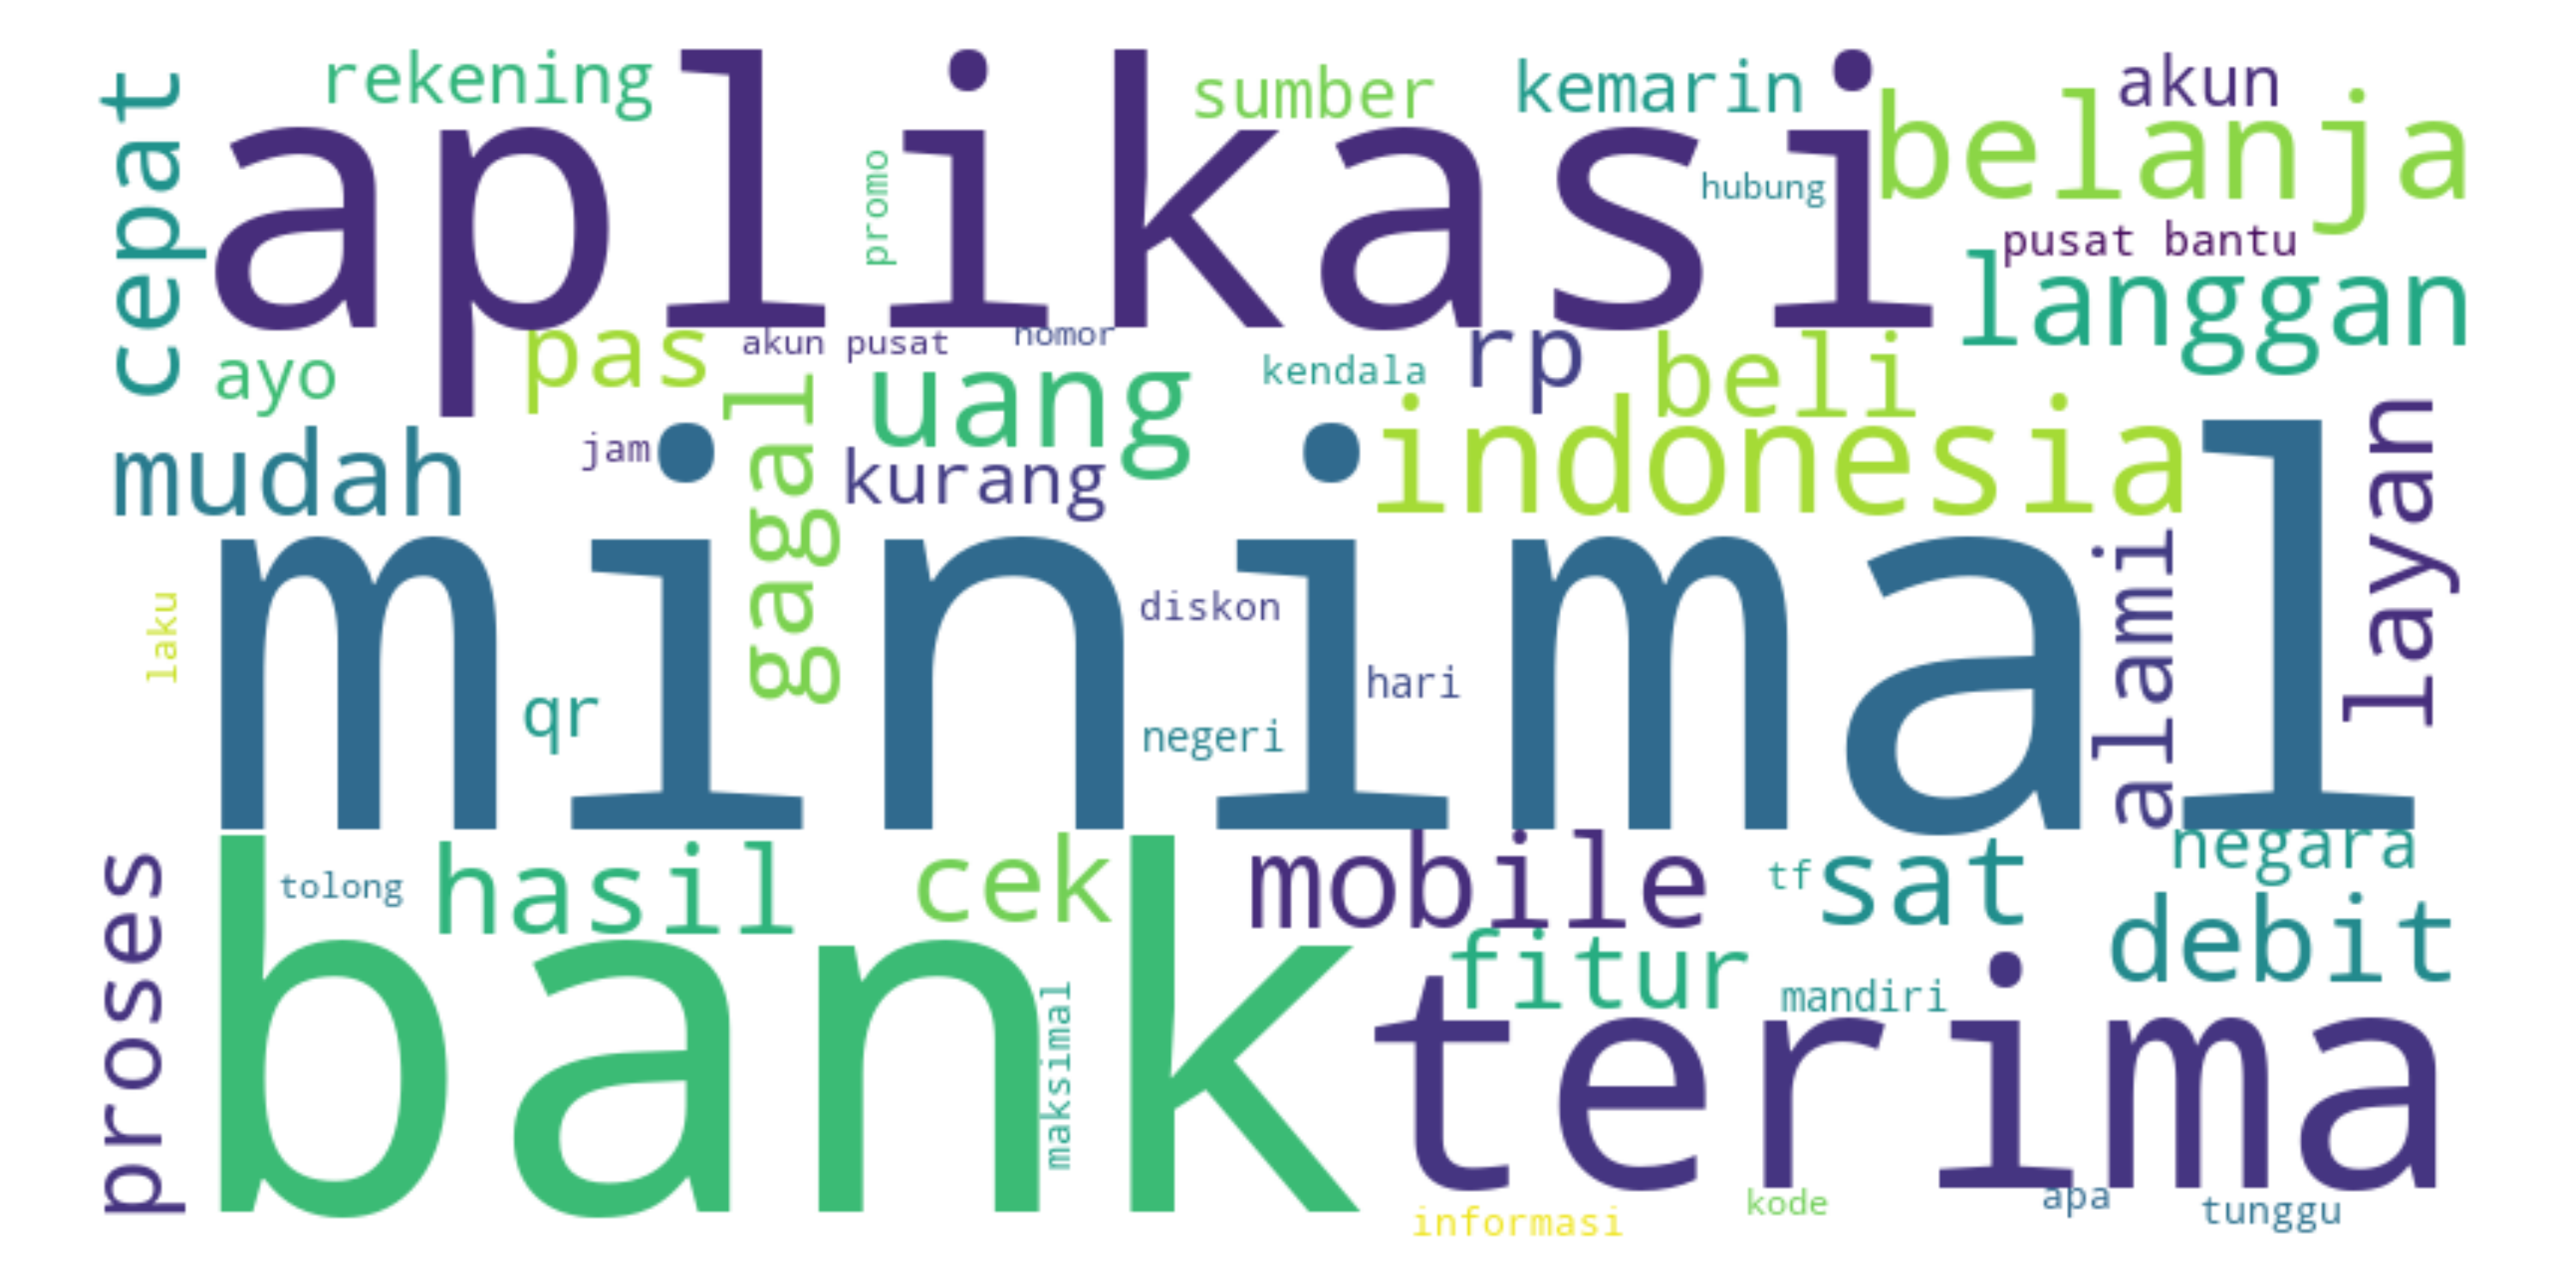 cepat
rekening
aplikasi
promo
sumber
kemarin
hubung
akun
belanja
pusat bantu
langgan
ayo
pas
akun pusat
nomor
uang
kendala
rp
beli
mudah
jam
gagal
kurang
indonesia
layan
minimal
laku
qr
diskon
hari
negeri
alami
proses
tolong
hasil
cek
mobile
tf
sat
negara
debit
bank
maksimal
fitur
mandiri
terima
informasi
kode
apa
tunggu